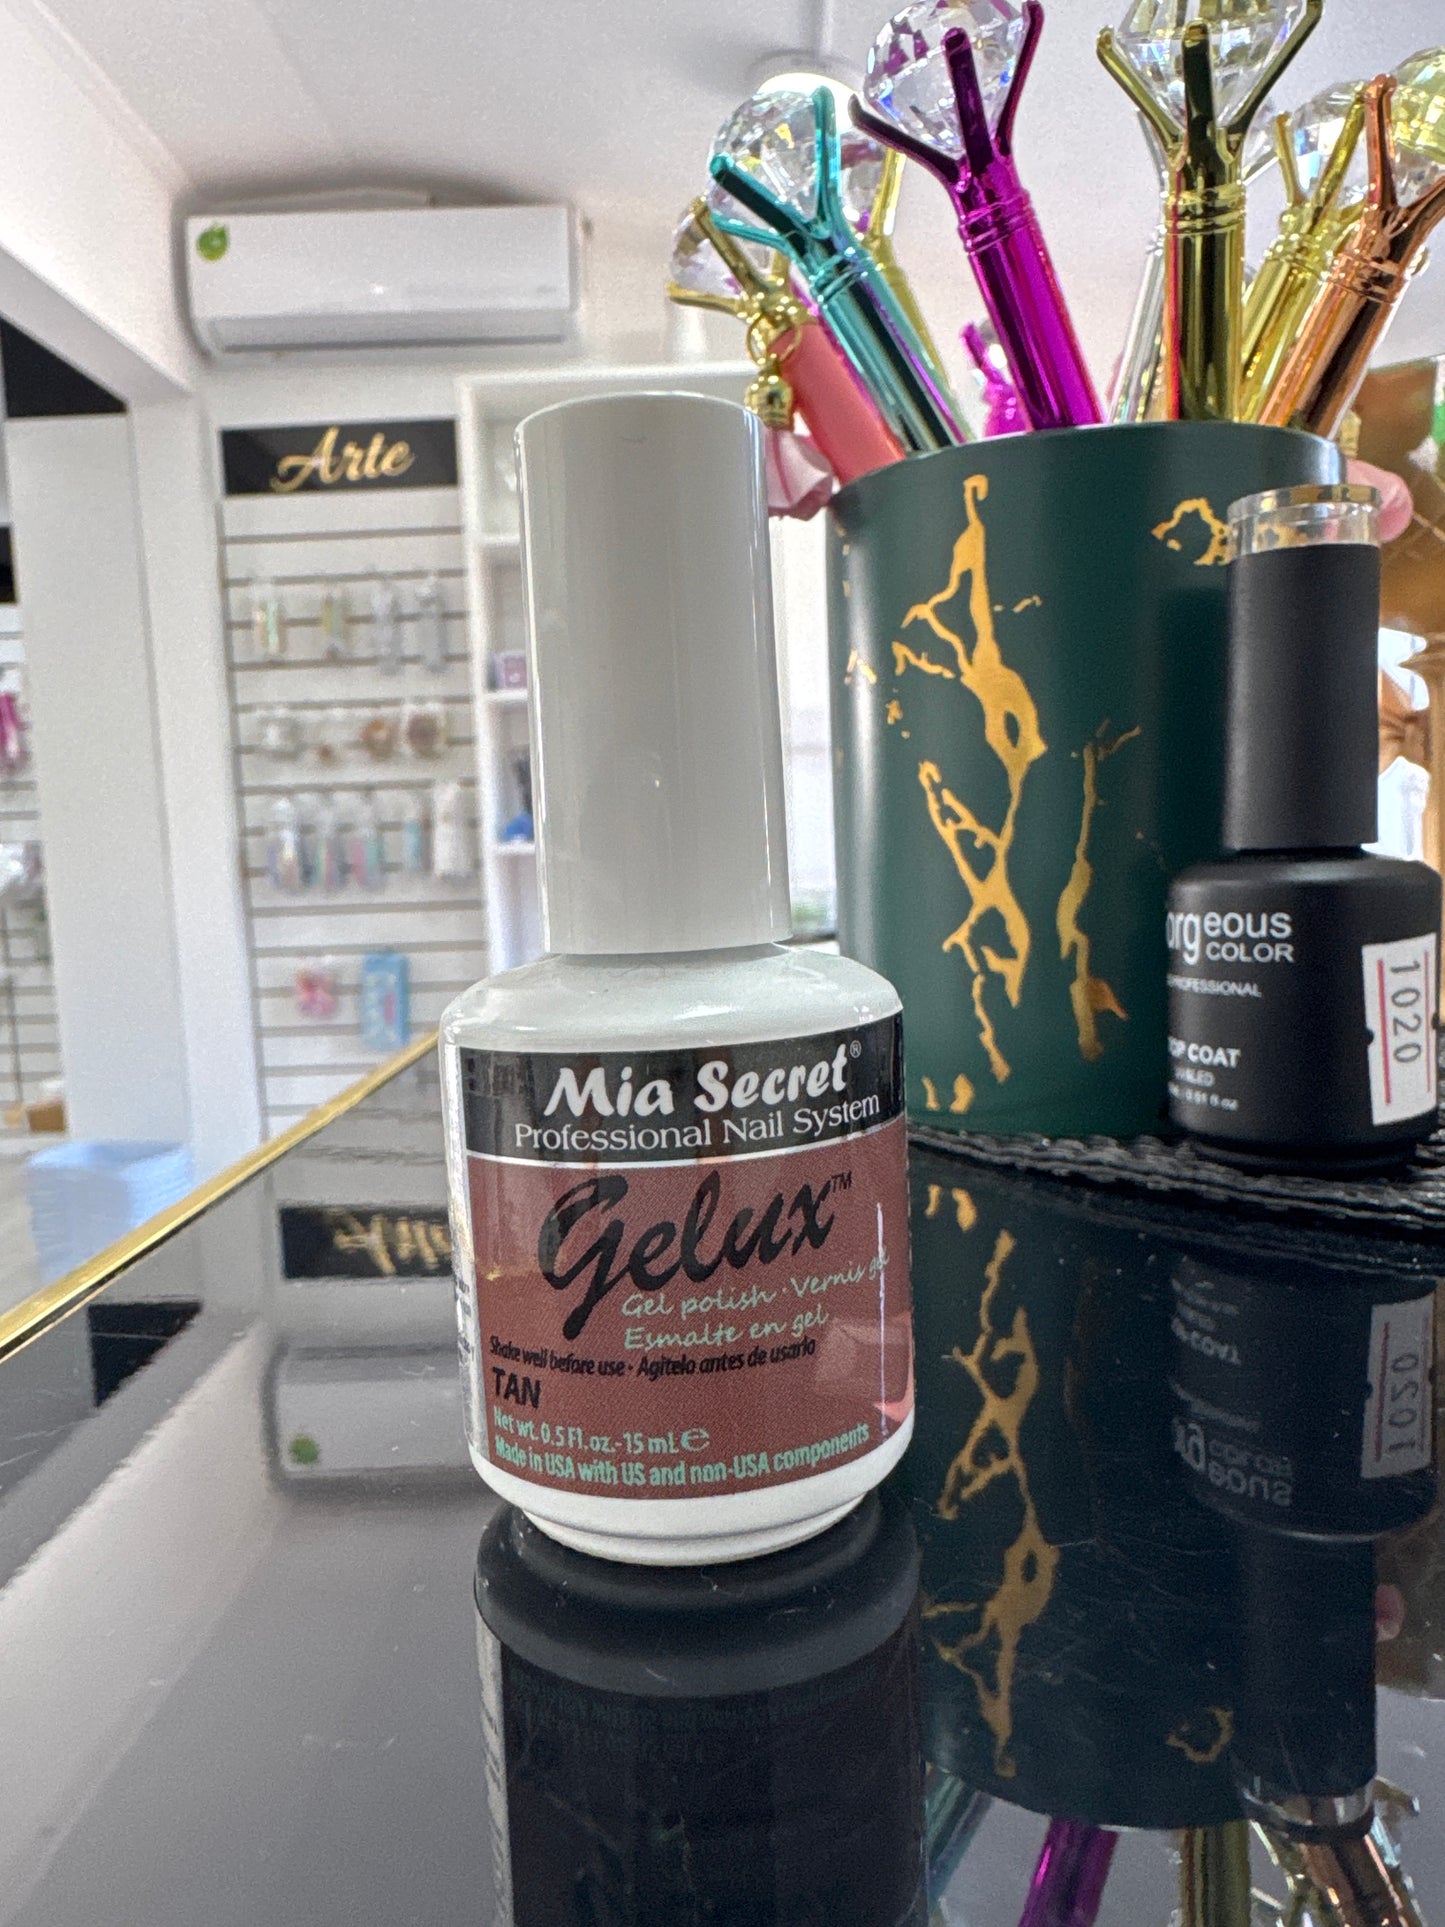 Arte
Mia Secret®
Professional Nail System
Gelux™
Gel polish · Vernis gel
Esmalte en gel
Shake well before use · Agítelo antes de usarlo
TAN
Net wt. 0.5 Fl. oz.-15 mL ℮
Made in USA with US and non-USA components
orgeous
COLOR
PROFESSIONAL
TOP COAT
1020